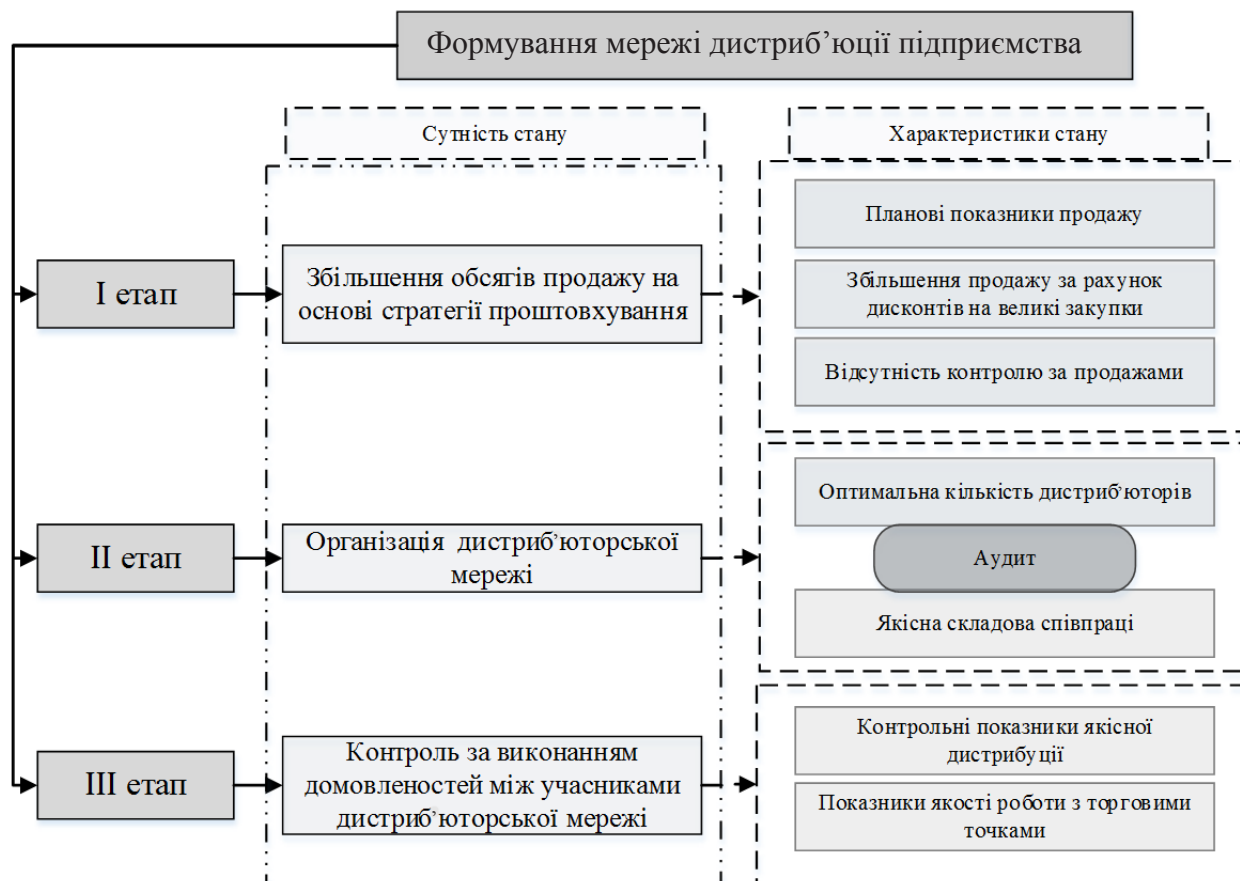 Формування мережі дистриб’юції підприємства
Сутність стану
Характеристики стану
І етап
Збільшення обсягів продажу на
основі стратегії проштовхування
Планові показники продажу
Збільшення продажу за рахунок
дисконтів на великі закупки
Відсутність контролю за продажами
ІІ етап
Організація дистриб’юторської
мережі
Оптимальна кількість дистриб’юторів
Аудит
Якісна складова співпраці
ІІІ етап
Контроль за виконанням
домовленостей між учасниками
дистриб’юторської мережі
Контрольні показники якісної
дистрибуції
Показники якості роботи з торговими
точками